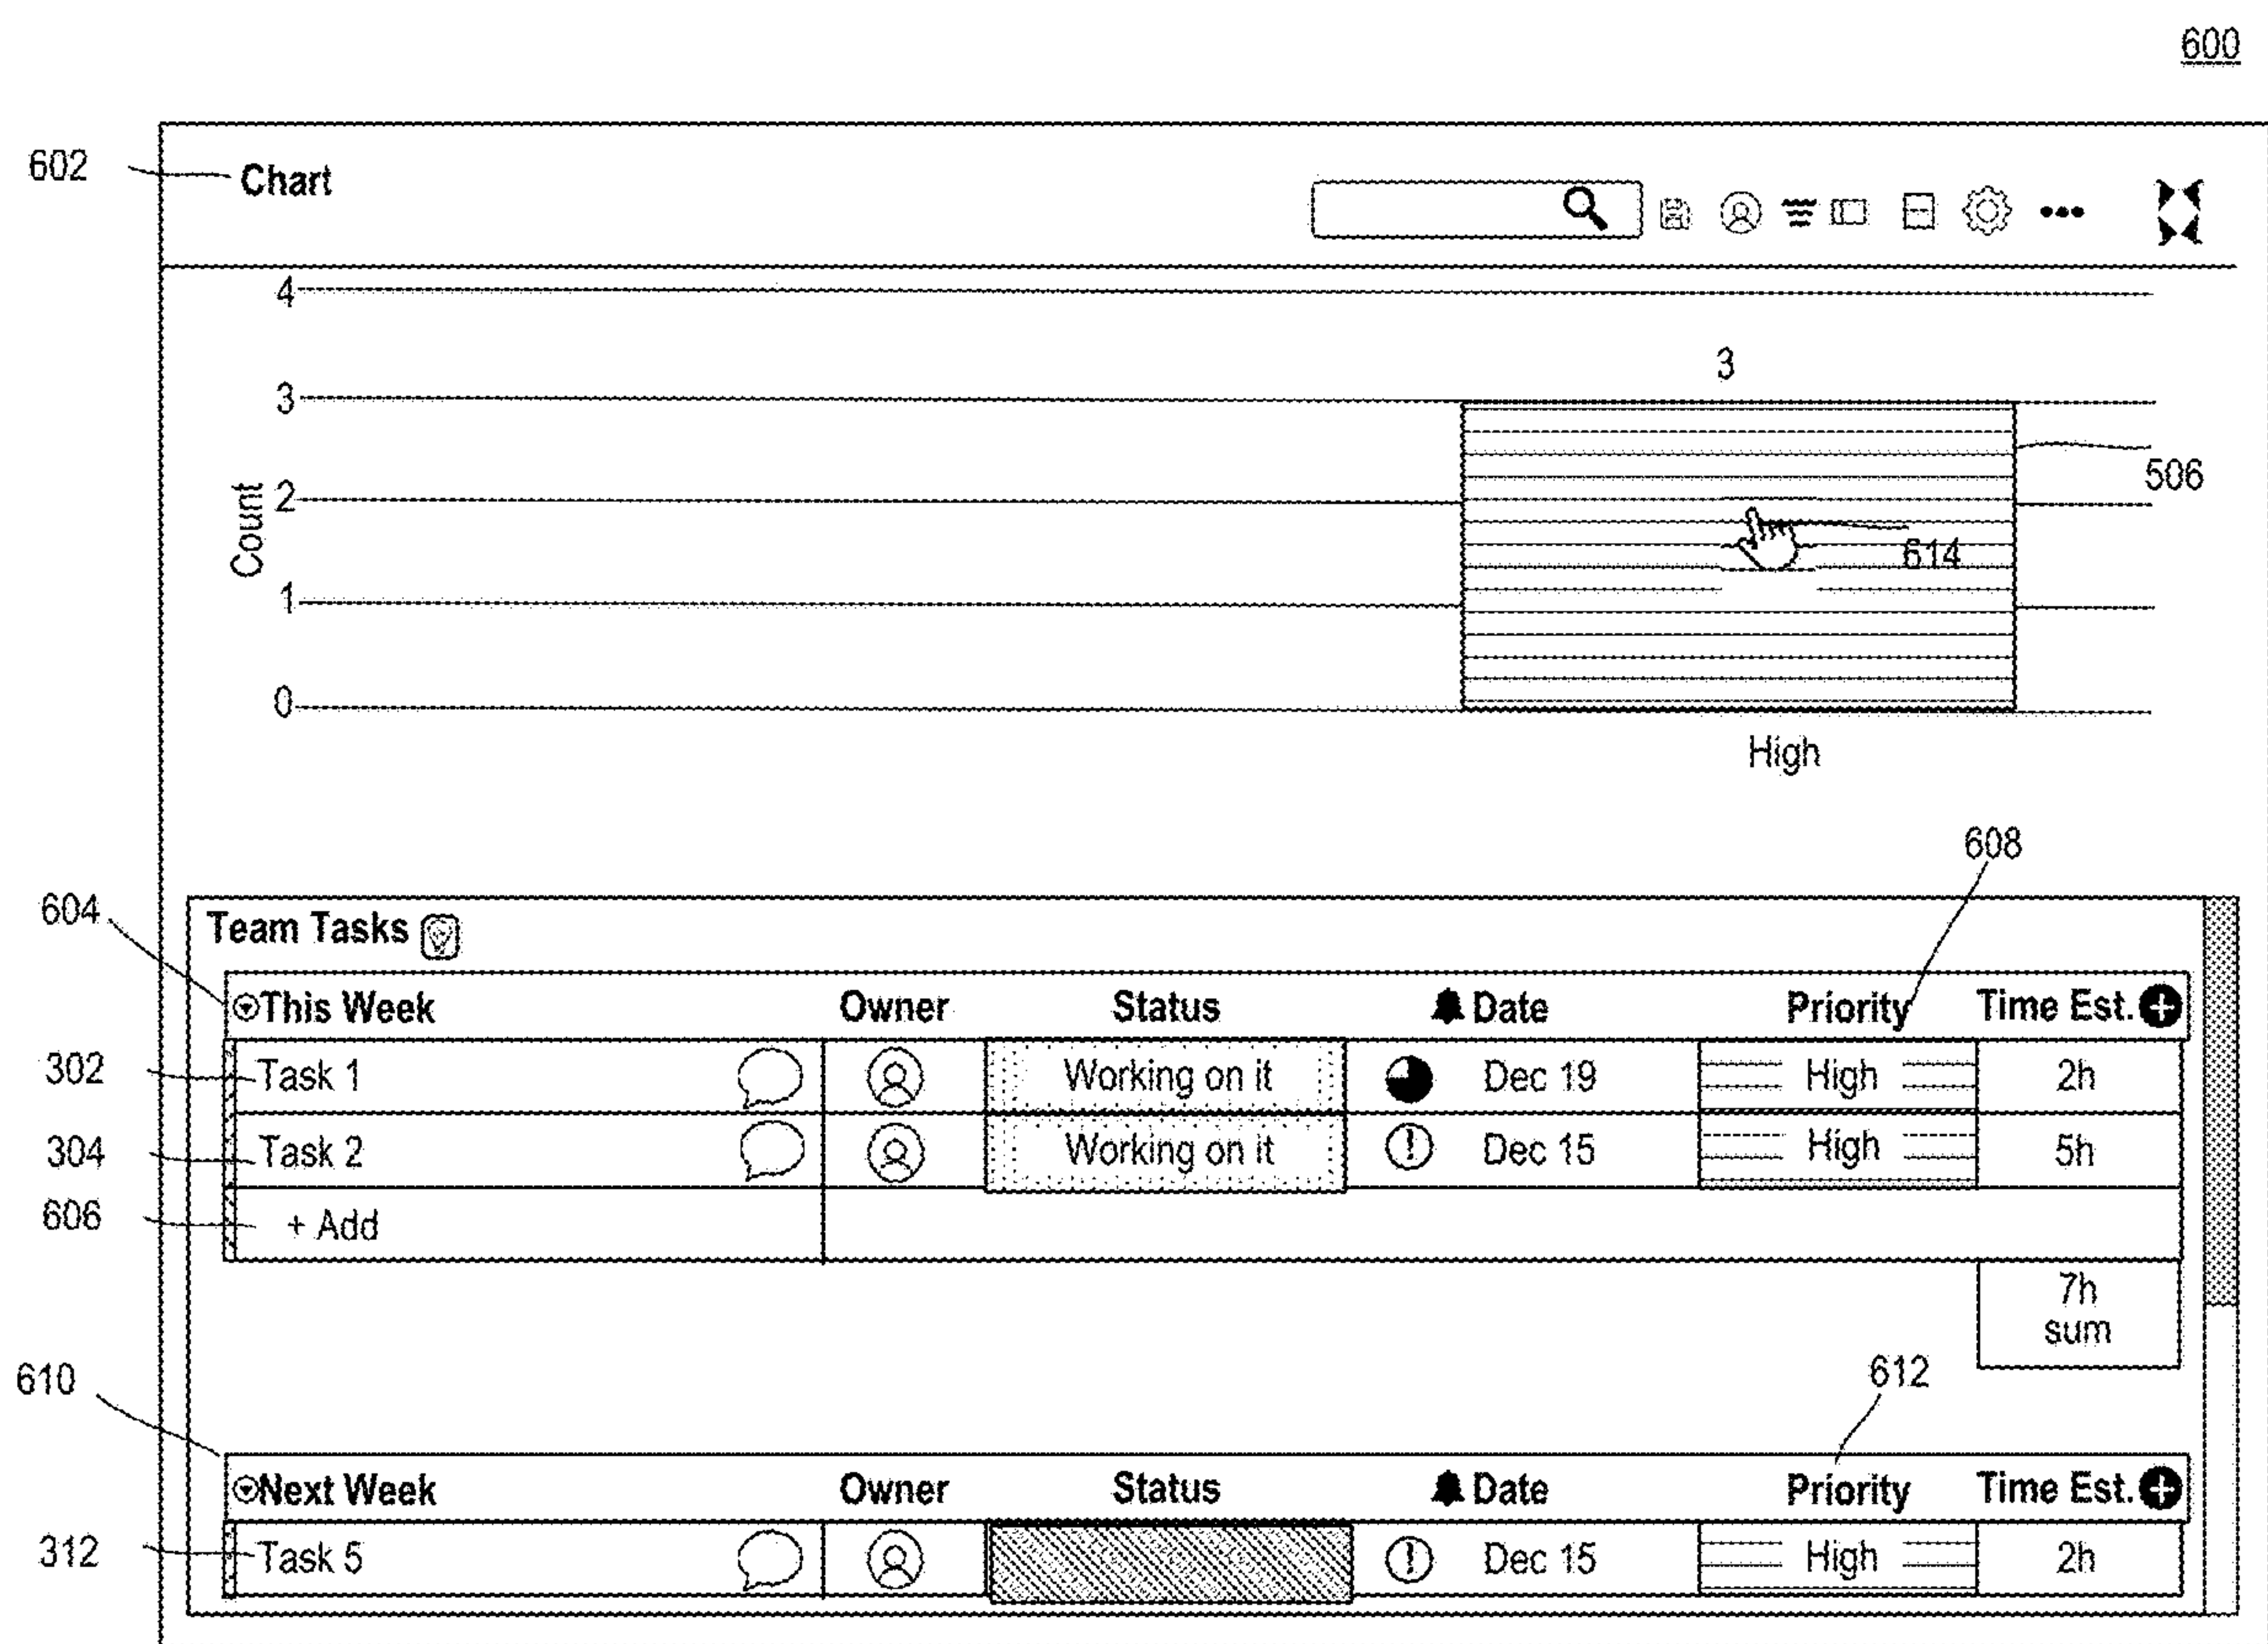 600
602 Chart
4
3
3
506
2
Count
614
1
0
High
608
604
Team Tasks
This Week Owner Status Date Priority Time Est.
302 Task 1 Working on it Dec 19 High 2h
304 Task 2 Working on it Dec 15 High 5h
606 + Add
7h
sum
610
612
Next Week Owner Status Date Priority Time Est.
312 Task 5 Dec 15 High 2h